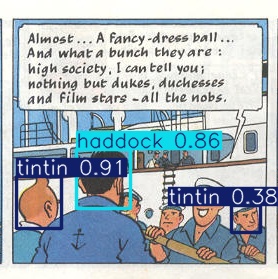 Almost... A fancy-dress ball...
And what a bunch they are :
high society, I can tell you;
nothing but dukes, duchesses
and film stars - all the nobs.
haddock 0.86
tintin 0.91
tintin 0.38